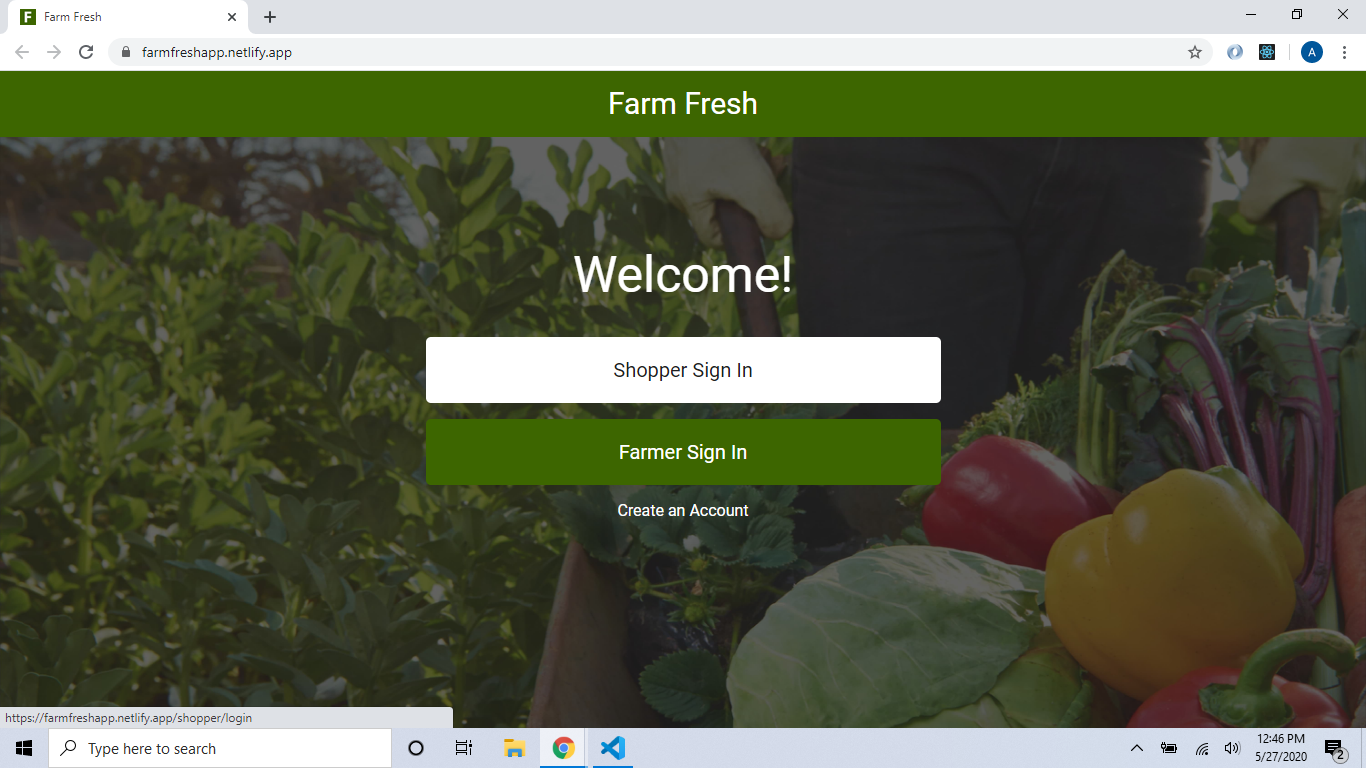 F Farm Fresh
farmfreshapp.netlify.app
A
Farm Fresh
Welcome!
Shopper Sign In
Farmer Sign In
Create an Account
https://farmfreshapp.netlify.app/shopper/login
Type here to search
12:46 PM
5/27/2020
2